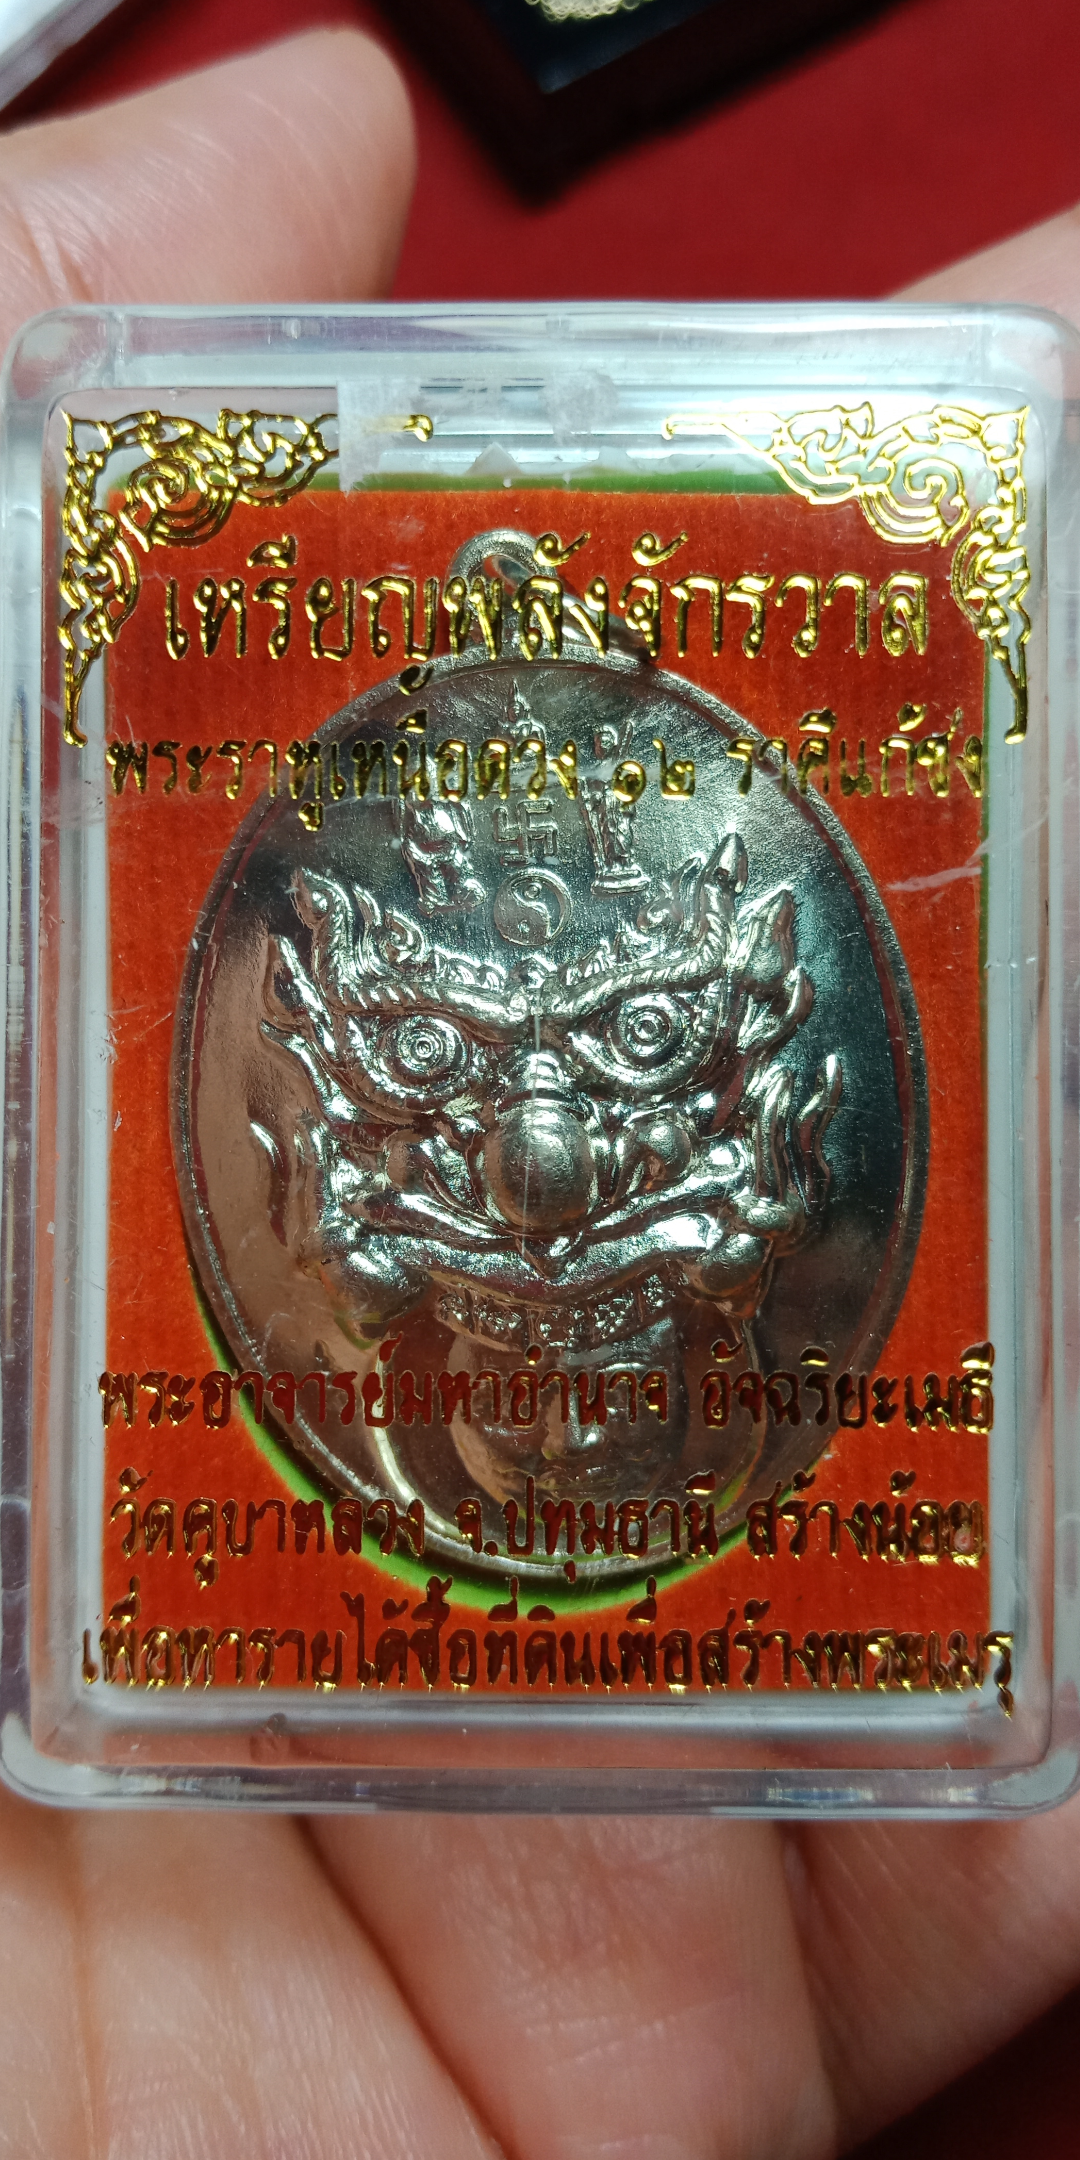 เหรียญพลังจักรวาล
พระราหูเหนือดวง ๑๒ ราศีแก้ชง
พระอาจารย์มหาอำนาจ อัจฉริยะเมธี
วัดคูบาหลวง จ.ปทุมธานี สร้างน้อย
เพื่อหารายได้ซื้อที่ดินเพื่อสร้างพระเมรุ